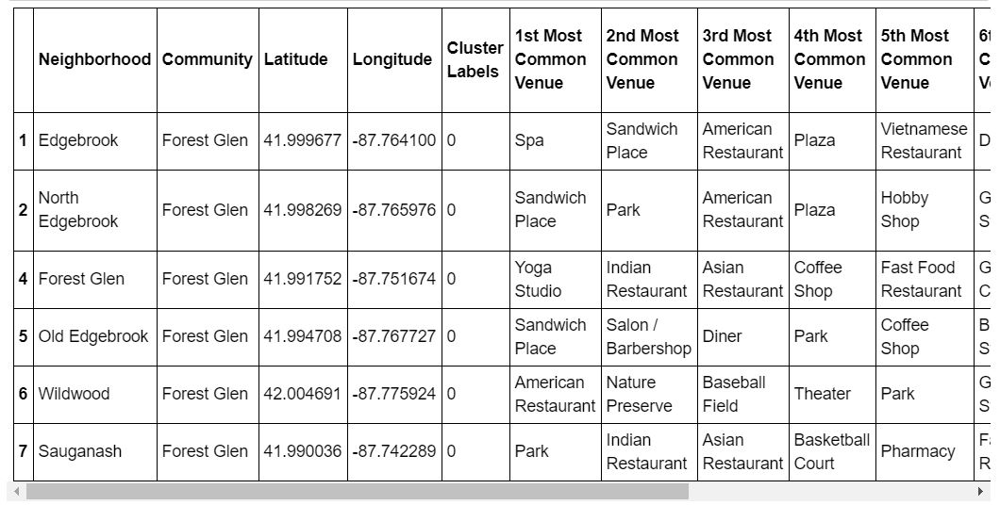 Neighborhood Community Latitude Longitude Cluster Labels 1st Most Common Venue 2nd Most Common Venue 3rd Most Common Venue 4th Most Common Venue 5th Most Common Venue
1 Edgebrook Forest Glen 41.999677 -87.764100 0 Spa Sandwich Place American Restaurant Plaza Vietnamese Restaurant
2 North Edgebrook Forest Glen 41.998269 -87.765976 0 Sandwich Place Park American Restaurant Plaza Hobby Shop
4 Forest Glen Forest Glen 41.991752 -87.751674 0 Yoga Studio Indian Restaurant Asian Restaurant Coffee Shop Fast Food Restaurant
5 Old Edgebrook Forest Glen 41.994708 -87.767727 0 Sandwich Place Salon / Barbershop Diner Park Coffee Shop
6 Wildwood Forest Glen 42.004691 -87.775924 0 American Restaurant Nature Preserve Baseball Field Theater Park
7 Sauganash Forest Glen 41.990036 -87.742289 0 Park Indian Restaurant Asian Restaurant Basketball Court Pharmacy